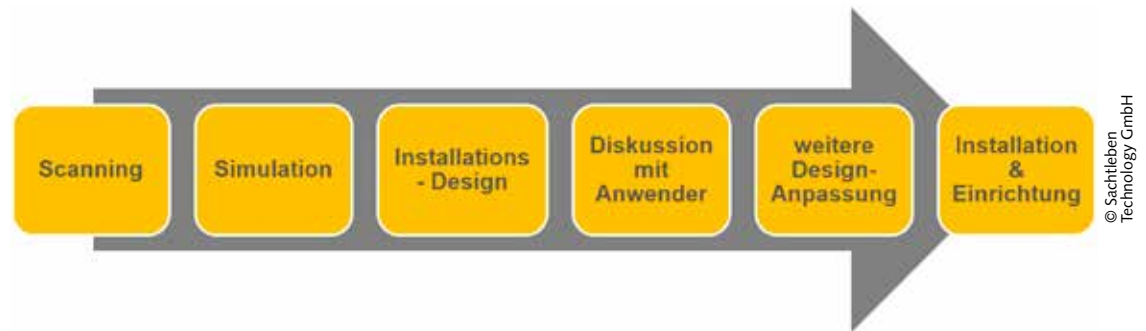 Scanning
Simulation
Installations
- Design
Diskussion
mit
Anwender
weitere
Design-
Anpassung
Installation
&
Einrichtung
© Sachtleben
Technology GmbH